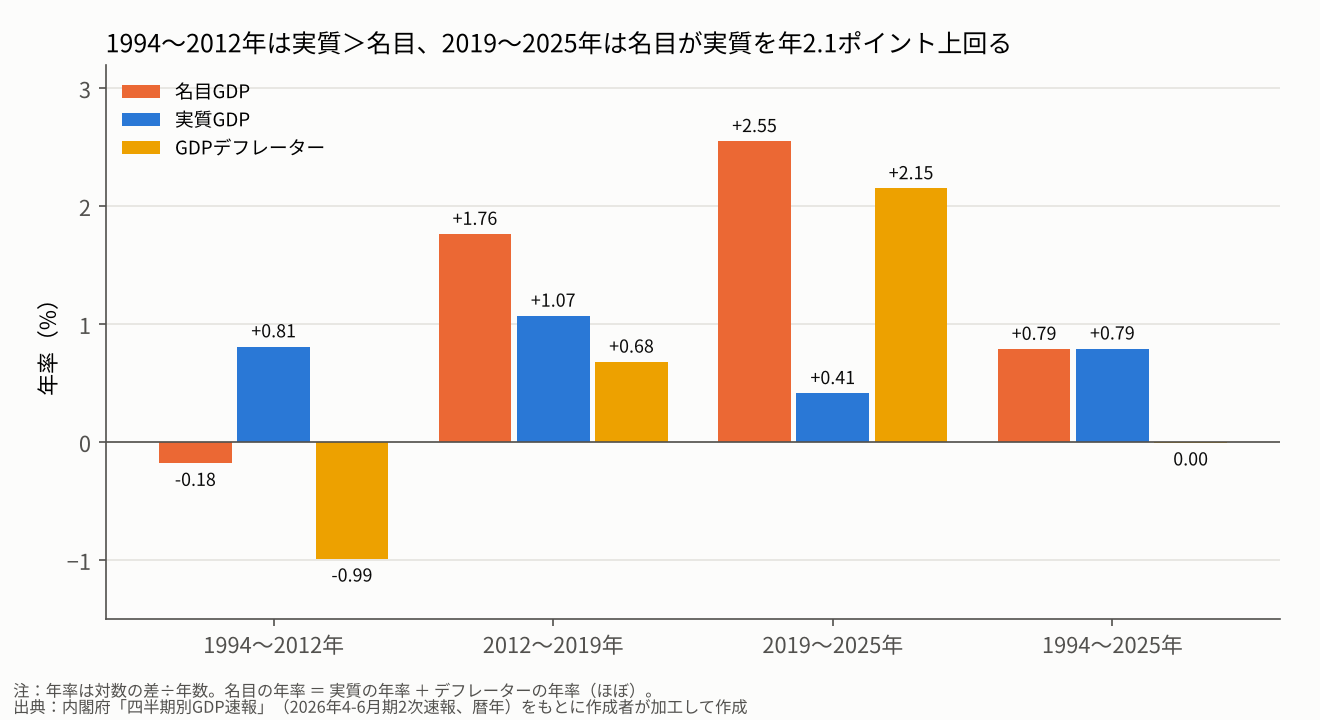 1994～2012年は実質＞名目、2019～2025年は名目が実質を年2.1ポイント上回る
3
2
1
0
−1
年率（%）
名目GDP
実質GDP
GDPデフレーター
-0.18
+0.81
-0.99
+1.76
+1.07
+0.68
+2.55
+0.41
+2.15
+0.79
+0.79
0.00
1994～2012年
2012～2019年
2019～2025年
1994～2025年
注：年率は対数の差÷年数。名目の年率 ＝ 実質の年率 ＋ デフレーターの年率（ほぼ）。
出典：内閣府「四半期別GDP速報」（2026年4-6月期2次速報、暦年）をもとに作成者が加工して作成